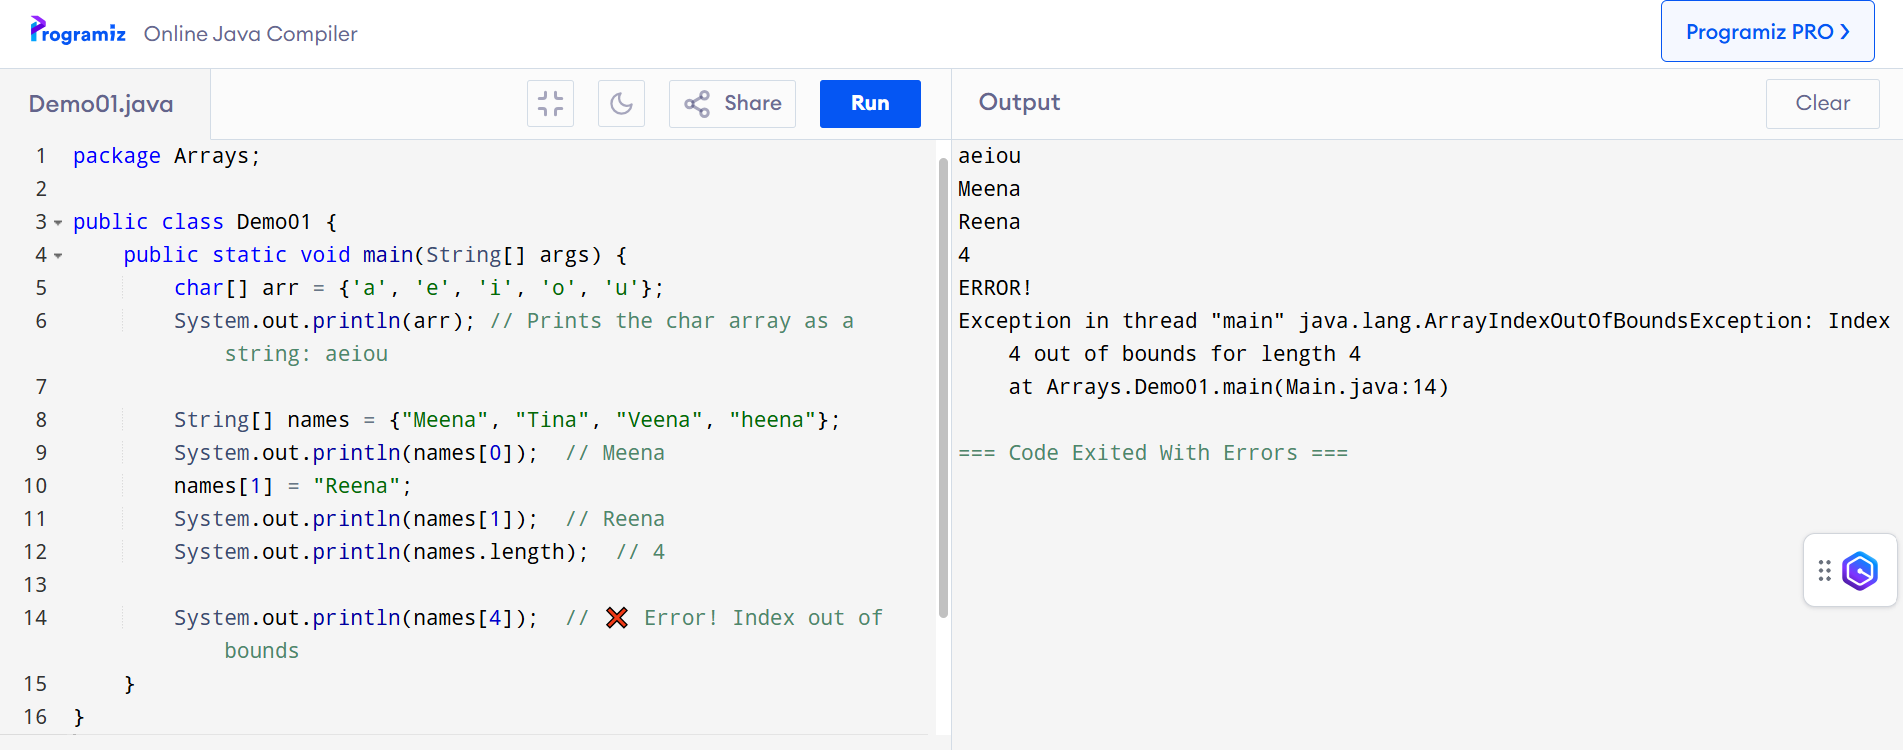 Programiz Online Java Compiler
Programiz PRO ❯
Demo01.java
Share
Run
Output
Clear
1 package Arrays;
2
3 public class Demo01 {
4     public static void main(String[] args) {
5         char[] arr = {'a', 'e', 'i', 'o', 'u'};
6         System.out.println(arr); // Prints the char array as a
            string: aeiou
7
8         String[] names = {"Meena", "Tina", "Veena", "heena"};
9         System.out.println(names[0]);  // Meena
10         names[1] = "Reena";
11         System.out.println(names[1]);  // Reena
12         System.out.println(names.length);  // 4
13
14         System.out.println(names[4]);  // ❌ Error! Index out of
            bounds
15     }
16 }
aeiou
Meena
Reena
4
ERROR!
Exception in thread "main" java.lang.ArrayIndexOutOfBoundsException: Index
    4 out of bounds for length 4
    at Arrays.Demo01.main(Main.java:14)
=== Code Exited With Errors ===